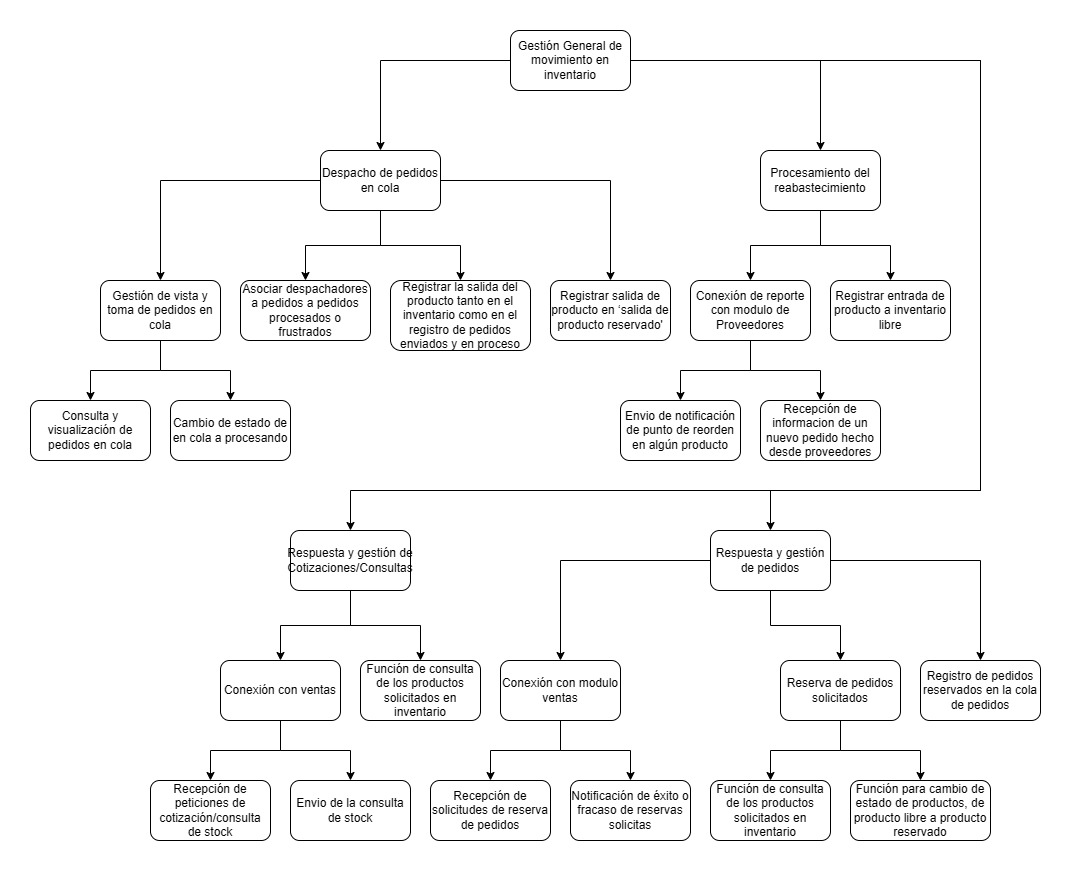 Gestión General de
movimiento en
inventario
Despacho de pedidos
en cola
Procesamiento del
reabastecimiento
Gestión de vista y
toma de pedidos en
cola
Asociar despachadores
a pedidos a pedidos
procesados o
frustrados
Registrar la salida del
producto tanto en el
inventario como en el
registro de pedidos
enviados y en proceso
Registrar salida de
producto en ‘salida de
producto reservado'
Conexión de reporte
con modulo de
Proveedores
Registrar entrada de
producto a inventario
libre
Consulta y
visualización de
pedidos en cola
Cambio de estado de
en cola a procesando
Envio de notificación
de punto de reorden
en algún producto
Recepción de
informacion de un
nuevo pedido hecho
desde proveedores
Respuesta y gestión de
Cotizaciones/Consultas
Respuesta y gestión
de pedidos
Conexión con ventas
Función de consulta
de los productos
solicitados en
inventario
Conexión con modulo
ventas
Reserva de pedidos
solicitados
Registro de pedidos
reservados en la cola
de pedidos
Recepción de
peticiones de
cotización/consulta
de stock
Envio de la consulta
de stock
Recepción de
solicitudes de reserva
de pedidos
Notificación de éxito o
fracaso de reservas
solicitas
Función de consulta
de los productos
solicitados en
inventario
Función para cambio de
estado de productos, de
producto libre a producto
reservado